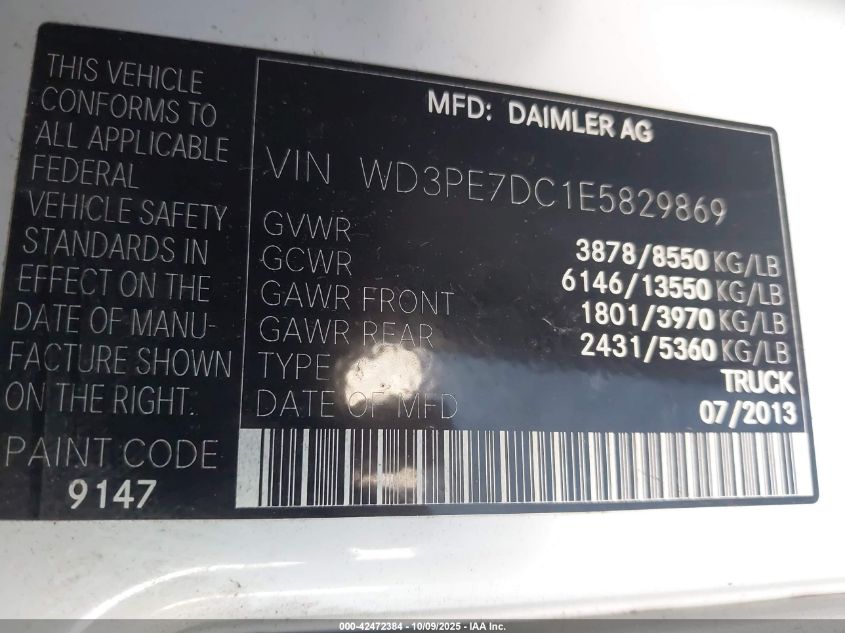 THIS VEHICLE
CONFORMS TO
ALL APPLICABLE
FEDERAL
VEHICLE SAFETY
STANDARDS IN
EFFECT ON THE
DATE OF MANU-
FACTURE SHOWN
ON THE RIGHT.
PAINT CODE
9147
MFD: DAIMLER AG
VIN WD3PE7DC1E5829869
GVWR 3878/8550 KG/LB
GCWR 6146/13550 KG/LB
GAWR FRONT 1801/3970 KG/LB
GAWR REAR 2431/5360 KG/LB
TYPE TRUCK
DATE OF MFD 07/2013
000-42472384 | 10/09/2025 - IAA Inc.